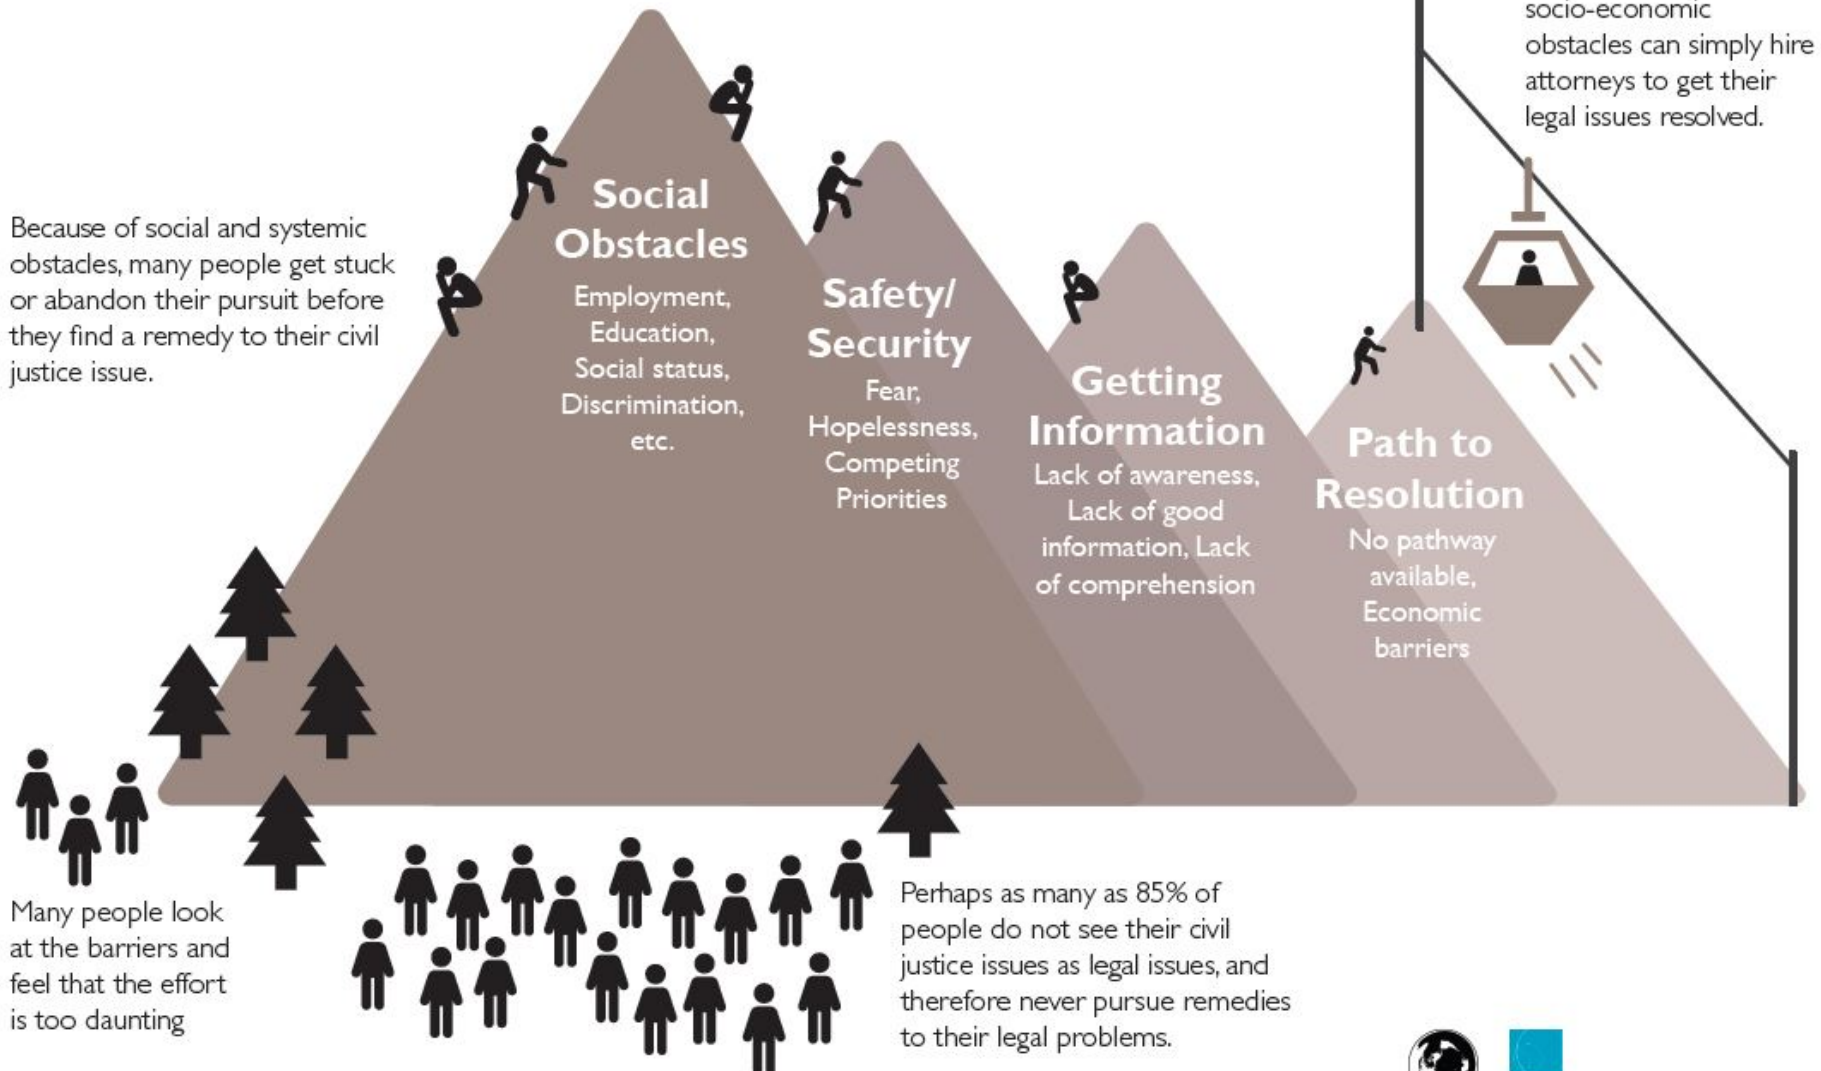 socio-economic
obstacles can simply hire
attorneys to get their
legal issues resolved.
Because of social and systemic
obstacles, many people get stuck
or abandon their pursuit before
they find a remedy to their civil
justice issue.
Social
Obstacles
Employment,
Education,
Social status,
Discrimination,
etc.
Safety/
Security
Fear,
Hopelessness,
Competing
Priorities
Getting
Information
Lack of awareness,
Lack of good
information, Lack
of comprehension
Path to
Resolution
No pathway
available,
Economic
barriers
Many people look
at the barriers and
feel that the effort
is too daunting
Perhaps as many as 85% of
people do not see their civil
justice issues as legal issues, and
therefore never pursue remedies
to their legal problems.